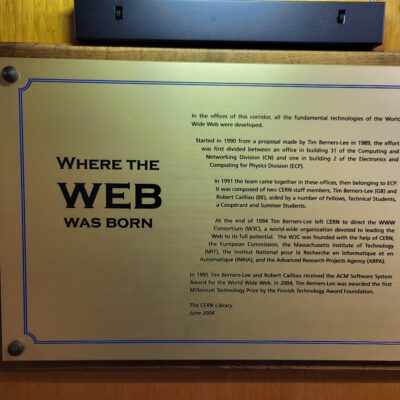 WHERE THE
WEB
WAS BORN
In the offices of this corridor, all the fundamental technologies of the World
Wide Web were developed.
Started in 1990 from a proposal made by Tim Berners-Lee in 1989, the effort
was first divided between an office in building 31 of the Computing and
Networking Division (CN) and one in building 2 of the Electronics and
Computing for Physics Division (ECP).
In 1991 the team came together in these offices, then belonging to ECP.
It was composed of two CERN staff members, Tim Berners-Lee (GB) and
Robert Cailliau (BE), aided by a number of Fellows, Technical Students,
a Coopérant and Summer Students.
At the end of 1994 Tim Berners-Lee left CERN to direct the WWW
Consortium (W3C), a world-wide organization devoted to leading the
Web to its full potential. The W3C was founded with the help of CERN,
the European Commission, the Massachusetts Institute of Technology
(MIT), the Institut National pour la Recherche en Informatique et en
Automatique (INRIA), and the Advanced Research Projects Agency (ARPA).
In 1995 Tim Berners-Lee and Robert Cailliau received the ACM Software System
Award for the World Wide Web. In 2004, Tim Berners-Lee was awarded the first
Millenium Technology Prize by the Finnish Technology Award Foundation.
The CERN Library
June 2004